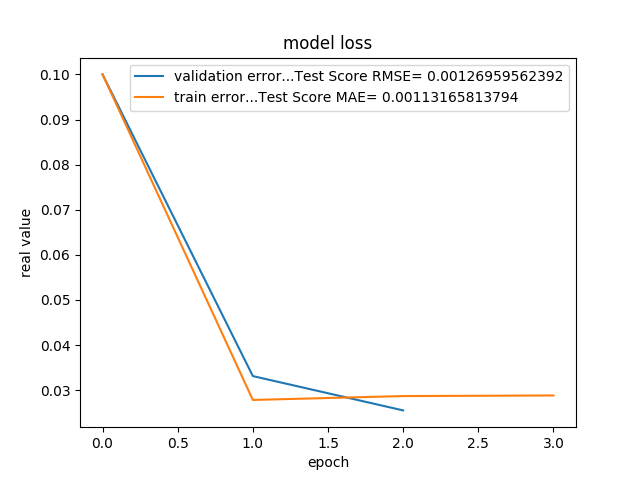 model loss
validation error...Test Score RMSE= 0.00126959562392
train error...Test Score MAE= 0.00113165813794
0.10
0.09
0.08
0.07
0.06
0.05
0.04
0.03
real value
0.0 0.5 1.0 1.5 2.0 2.5 3.0
epoch